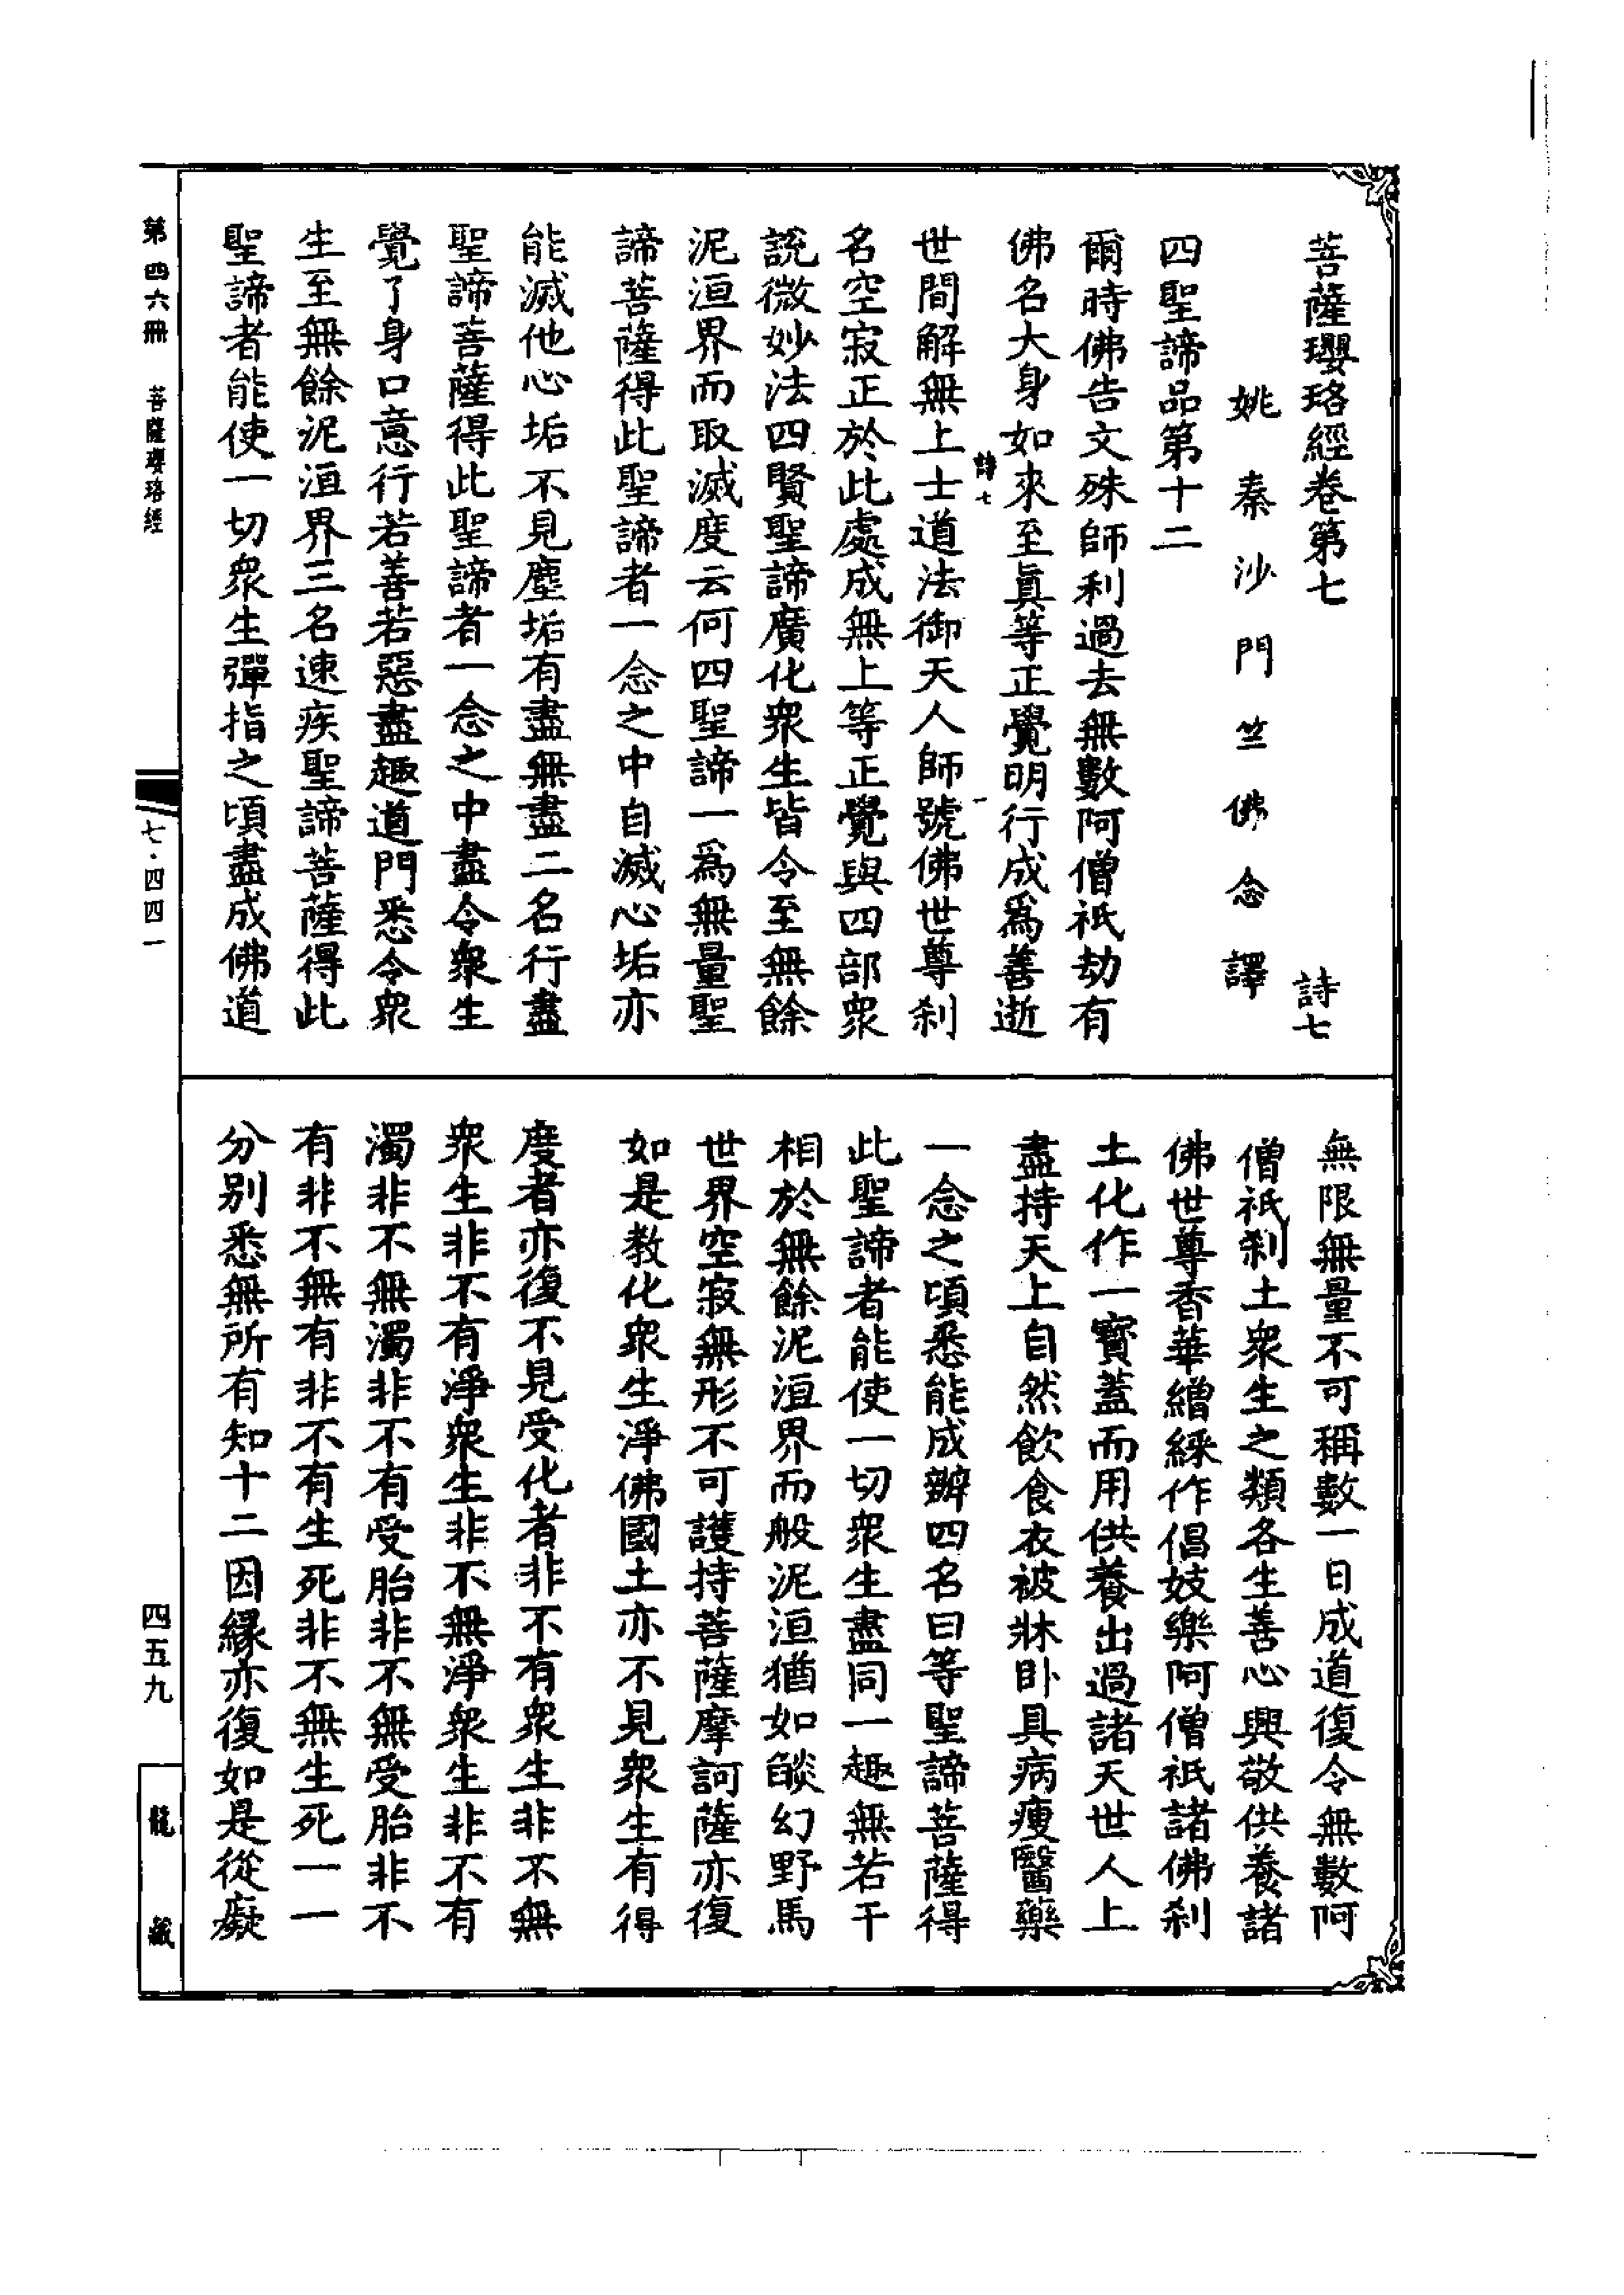 菩薩瓔珞經卷第七　詩七
姚秦沙門竺佛念譯
四聖諦品第十二
爾時佛告文殊師利過去無數阿僧祇劫有
佛名大身如來至眞等正覺明行成爲善逝
詩七　一
世間解無上士道法御天人師號佛世尊刹
名空寂正於此處成無上等正覺與四部衆
說微妙法四賢聖諦廣化衆生皆令至無餘
泥洹界而取滅度云何四聖諦一爲無量聖
諦菩薩得此聖諦者一念之中自滅心垢亦
能滅他心垢不見塵垢有盡無盡二名行盡
聖諦菩薩得此聖諦者一念之中盡令衆生
覺了身口意行若善若惡盡趣道門悉令衆
生至無餘泥洹界三名速疾聖諦菩薩得此
聖諦者能使一切衆生彈指之頃盡成佛道
無限無量不可稱數一日成道復令無數阿
僧祇刹土衆生之類各生善心興敬供養諸
佛世尊香華繒綵作倡妓樂阿僧祇諸佛刹
土化作一寶蓋而用供養出過諸天世人上
盡持天上自然飲食衣被牀臥具病瘦醫藥
一念之頃悉能成辦四名曰等聖諦菩薩得
此聖諦者能使一切衆生盡同一趣無若干
相於無餘泥洹界而般泥洹猶如燄幻野馬
世界空寂無形不可護持菩薩摩訶薩亦復
如是教化衆生淨佛國土亦不見衆生有得
度者亦復不見受化者非不有衆生非不無
衆生非不有淨衆生非不無淨衆生非不有
濁非不無濁非不有受胎非不無受胎非不
有非不無有非不有生死非不無生死一一
分別悉無所有知十二因緣亦復如是從癡
第四六冊　菩薩瓔珞經
七·四四一
四五九
龍藏